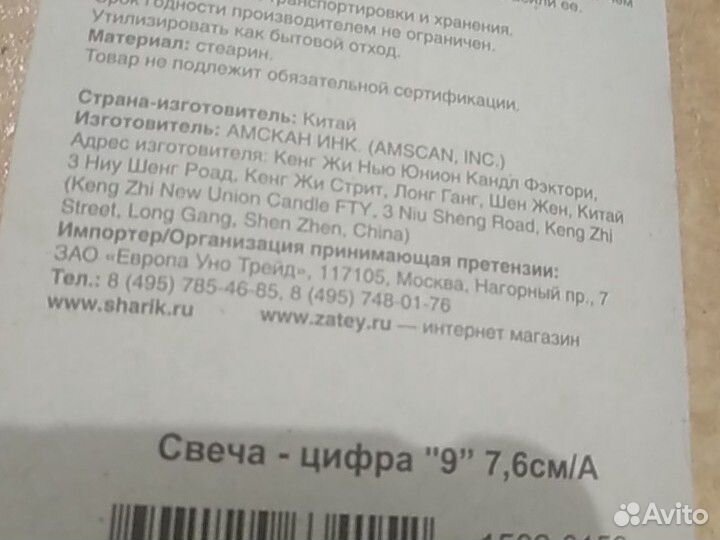 транспортировки и хранения.
Срок годности производителем не ограничен.
Утилизировать как бытовой отход.
Материал: стеарин.
Товар не подлежит обязательной сертификации.
Страна-изготовитель: Китай
Изготовитель: АМСКАН ИНК. (AMSCAN, INC.)
Адрес изготовителя: Кенг Жи Нью Юнион Кандл Фэктори,
3 Ниу Шенг Роад, Кенг Жи Стрит, Лонг Ганг, Шен Жен, Китай
(Keng Zhi New Union Candle FTY, 3 Niu Sheng Road, Keng Zhi
Street, Long Gang, Shen Zhen, China)
Импортер/Организация принимающая претензии:
ЗАО «Европа Уно Трейд», 117105, Москва, Нагорный пр., 7
Тел.: 8 (495) 785-46-85, 8 (495) 748-01-76
www.sharik.ru www.zatey.ru — интернет магазин
Свеча - цифра "9" 7,6см/А
Avito